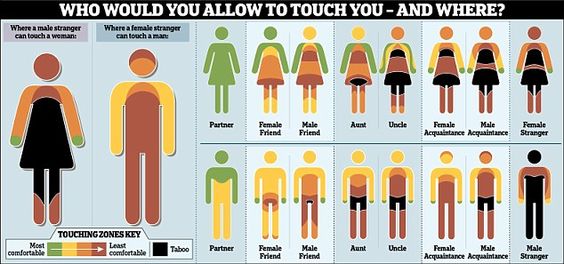 WHO WOULD YOU ALLOW TO TOUCH YOU – AND WHERE?
Where a male stranger
can touch a woman:
Where a female stranger
can touch a man:
Partner
Female
Friend
Male
Friend
Aunt
Uncle
Female
Acquaintance
Male
Acquaintance
Female
Stranger
Partner
Female
Friend
Male
Friend
Aunt
Uncle
Female
Acquaintance
Male
Acquaintance
Male
Stranger
TOUCHING ZONES KEY
Most
comfortable
Least
comfortable
Taboo